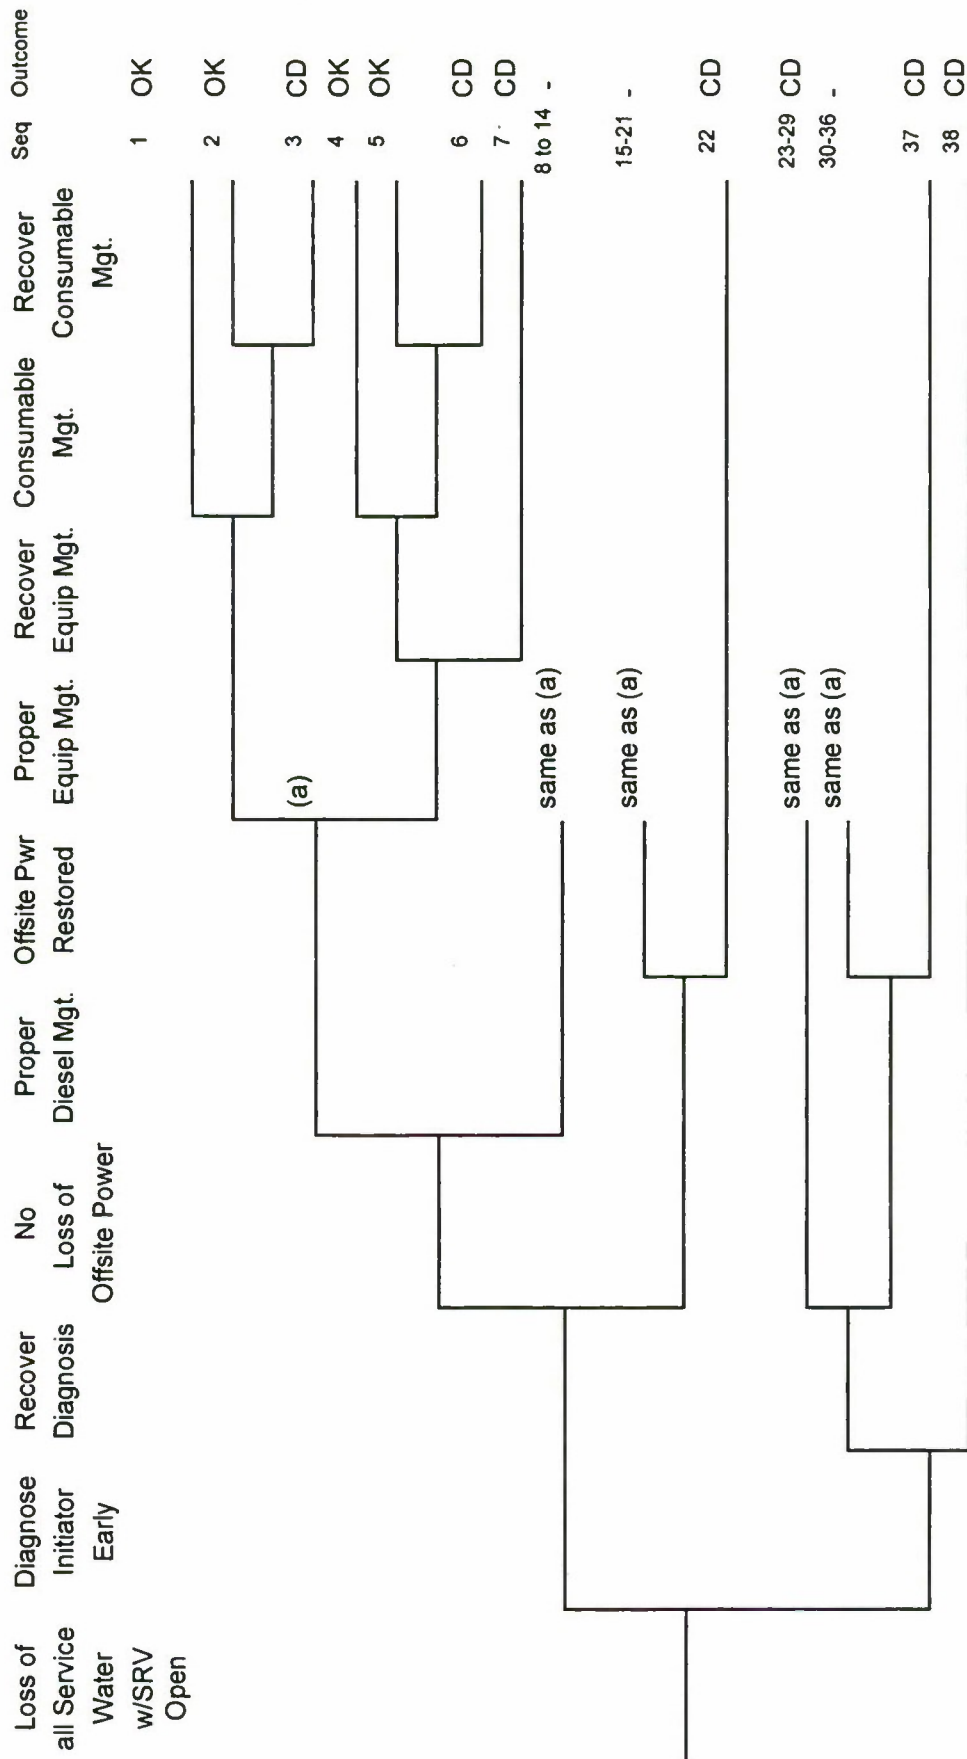 Loss of
all Service
Water
w/SRV
Open
Diagnose
Initiator
Early
Recover
Diagnosis
No
Loss of
Offsite Power
Proper
Diesel Mgt.
Offsite Pwr
Restored
Proper
Equip Mgt.
Recover
Equip Mgt.
Consumable
Mgt.
Recover
Consumable
Mgt.
Seq Outcome
1 OK
2 OK
3 CD
4 OK
5 OK
6 CD
7 · CD
(a)
same as (a)
8 to 14 -
same as (a)
15-21 -
22 CD
same as (a)
23-29 CD
same as (a)
30-36 -
37 CD
38 CD